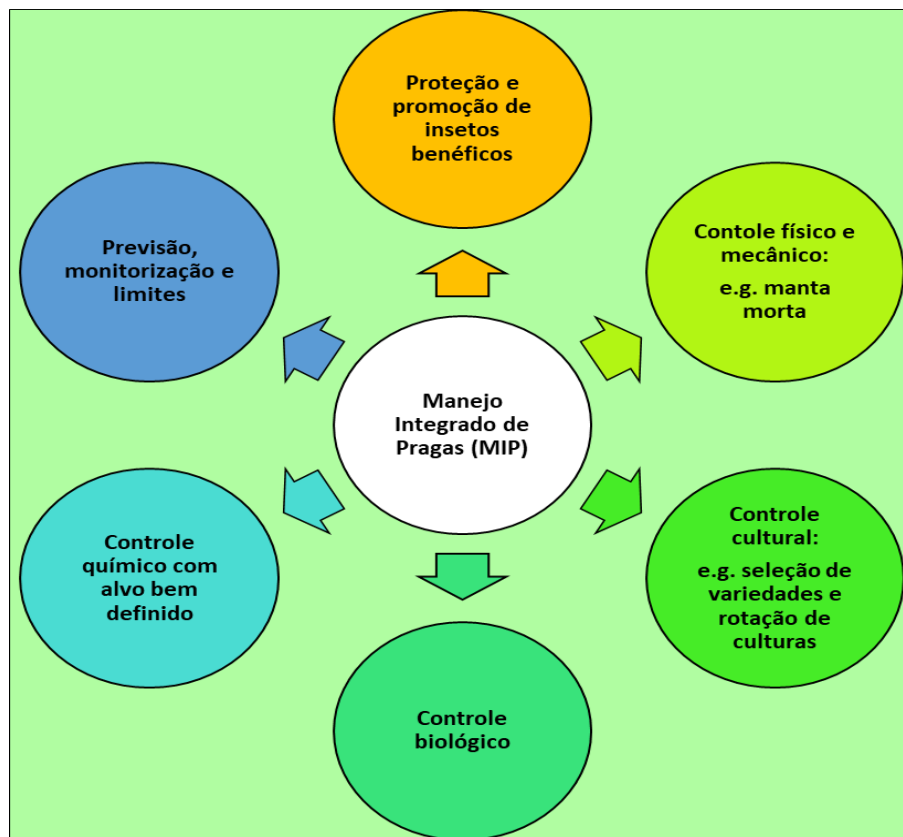 Proteção e
promoção de
insetos
benéficos
Previsão,
monitorização e
limites
Contole físico e
mecânico:
e.g. manta
morta
Manejo
Integrado de
Pragas (MIP)
Controle
químico com
alvo bem
definido
Controle
cultural:
e.g. seleção de
variedades e
rotação de
culturas
Controle
biológico